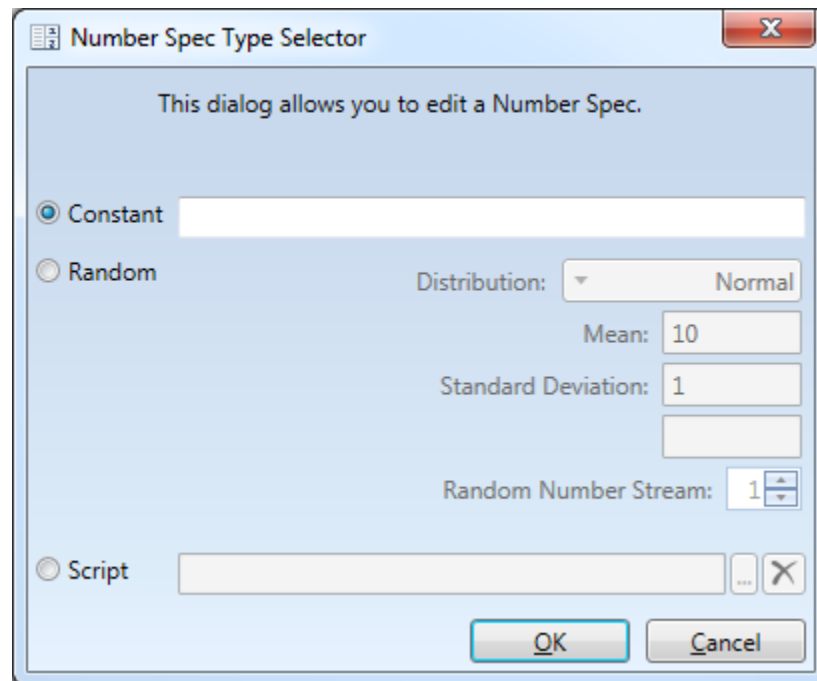 Number Spec Type Selector
This dialog allows you to edit a Number Spec.
Constant
Random
Distribution: Normal
Mean: 10
Standard Deviation: 1
Random Number Stream: 1
Script ...
OK Cancel